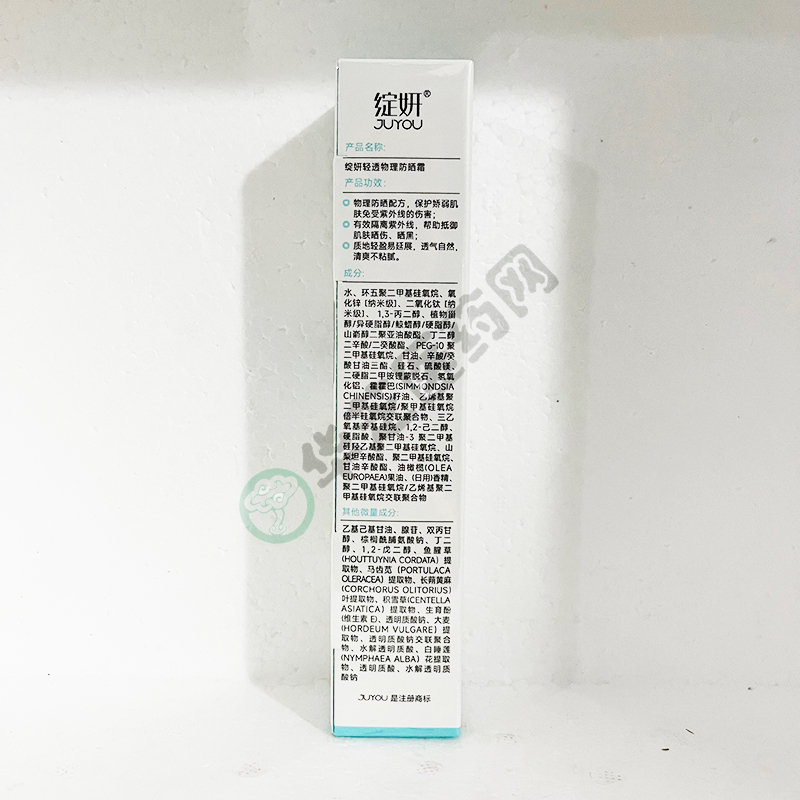 绽妍®
JUYOU
产品名称:
绽妍轻透物理防晒霜
产品功效:
物理防晒配方，保护娇弱肌
肤免受紫外线的伤害；
有效隔离紫外线，帮助抵御
肌肤晒伤、晒黑；
质地轻盈易延展，透气自然，
清爽不粘腻。
成分:
水、环五聚二甲基硅氧烷、氧
化锌 [纳米级]、二氧化钛 [纳
米级]、1,3-丙二醇、植物甾
醇/异硬脂醇/鲸蜡醇/硬脂醇/
山嵛醇二聚亚油酸酯、丁二醇
二辛酸/二癸酸酯、PEG-10 聚
二甲基硅氧烷、甘油、辛酸/癸
酸甘油三酯、硅石、硫酸镁、
二硬脂二甲铵锂蒙脱石、氢氧
化铝、霍霍巴(SIMMONDSIA
CHINENSIS)籽油、乙烯基聚
二甲基硅氧烷/聚甲基硅氧烷
倍半硅氧烷交联聚合物、三乙
氧基辛基硅烷、1,2-己二醇、
硬脂酸、聚甘油-3 聚二甲基
硅氧乙基聚二甲基硅氧烷、山
梨坦辛酸酯、聚二甲基硅氧烷、
甘油辛酸酯、油橄榄(OLEA
EUROPAEA)果油、(日用)香精、
聚二甲基硅氧烷/乙烯基聚二
甲基硅氧烷交联聚合物
其他微量成分:
乙基己基甘油、腺苷、双丙甘
醇、棕榈酰脯氨酸钠、丁二
醇、1,2-戊二醇、鱼腥草
(HOUTTUYNIA CORDATA) 提
取物、马齿苋 (PORTULACA
OLERACEA) 提取物、长蒴黄麻
(CORCHORUS OLITORIUS)
叶提取物、积雪草(CENTELLA
ASIATICA) 提取物、生育酚
(维生素 E)、透明质酸钠、大麦
(HORDEUM VULGARE) 提
取物、透明质酸钠交联聚合
物、水解透明质酸、白睡莲
(NYMPHAEA ALBA) 花提取
物、透明质酸、水解透明质
酸钠
JUYOU 是注册商标